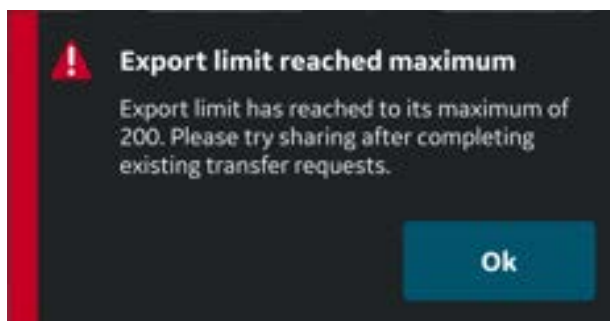 Export limit reached maximum
Export limit has reached to its maximum of
200. Please try sharing after completing
existing transfer requests.
Ok